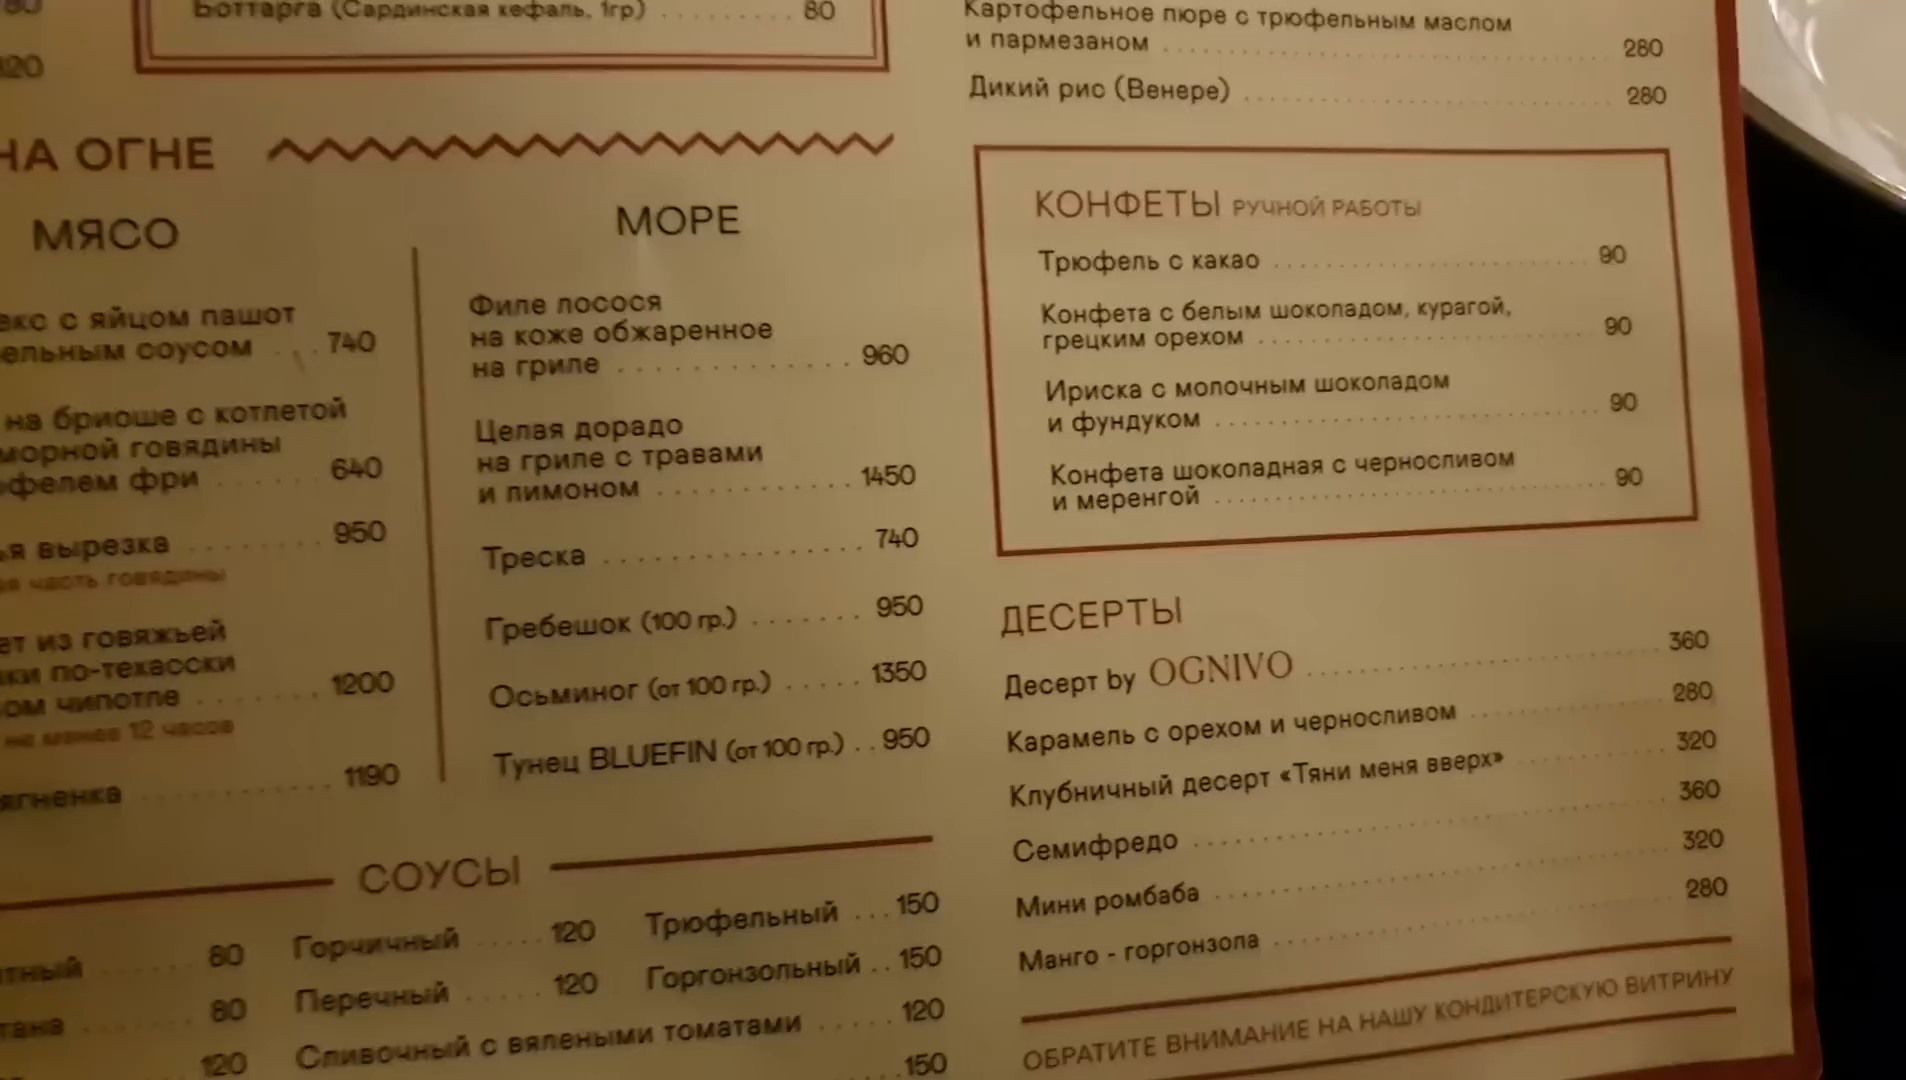 Боттарга (Сардинская кефаль, 1гр) 80
НА ОГНЕ
МЯСО
с яйцом пашот
соусом 740
на бриоше с котлетой
говядины
фри 640
вырезка 950
часть говядины
из говяжьей
по-техасски
чипотле 1200
не менее 12 часов
1190
МОРЕ
Филе лосося
на коже обжаренное
на гриле 960
Целая дорадо
на гриле с травами
и лимоном 1450
Треска 740
Гребешок (100 гр.) 950
Осьминог (от 100 гр.) 1350
Тунец BLUEFIN (от 100 гр.) 950
СОУСЫ
80
80
120
Горчичный 120
Перечный 120
Сливочный с вялеными томатами 120
Трюфельный 150
Горгонзольный 150
150
Картофельное пюре с трюфельным маслом
и пармезаном 280
Дикий рис (Венере) 280
КОНФЕТЫ РУЧНОЙ РАБОТЫ
Трюфель с какао 90
Конфета с белым шоколадом, курагой,
грецким орехом 90
Ириска с молочным шоколадом
и фундуком 90
Конфета шоколадная с черносливом
и меренгой 90
ДЕСЕРТЫ
Десерт by OGNIVO 360
Карамель с орехом и черносливом 280
Клубничный десерт «Тяни меня вверх» 320
Семифредо 360
Мини ромбаба 320
Манго - горгонзола 280
ОБРАТИТЕ ВНИМАНИЕ НА НАШУ КОНДИТЕРСКУЮ ВИТРИНУ